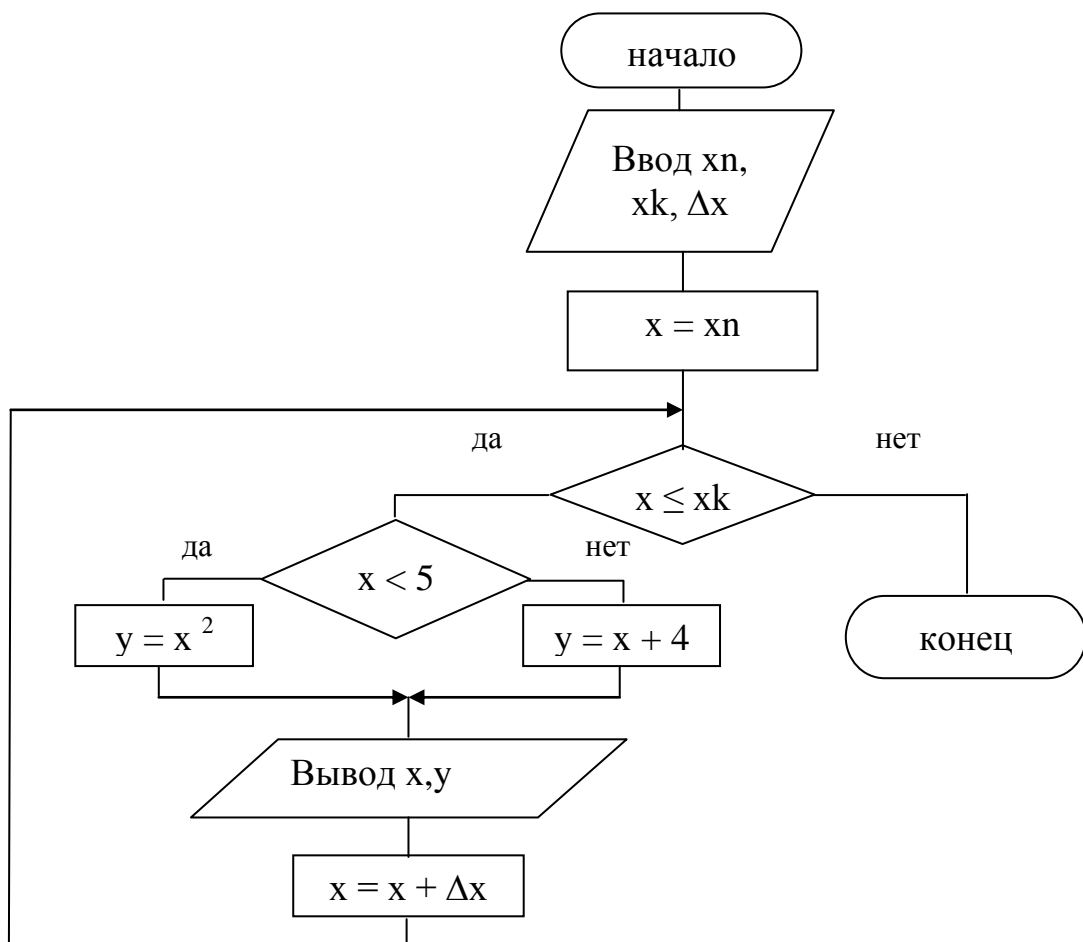 начало
Ввод xn,
xk, Δx
x = xn
да
нет
x ≤ xk
да
нет
x < 5
y = x ²
y = x + 4
конец
Вывод x,y
x = x + Δx